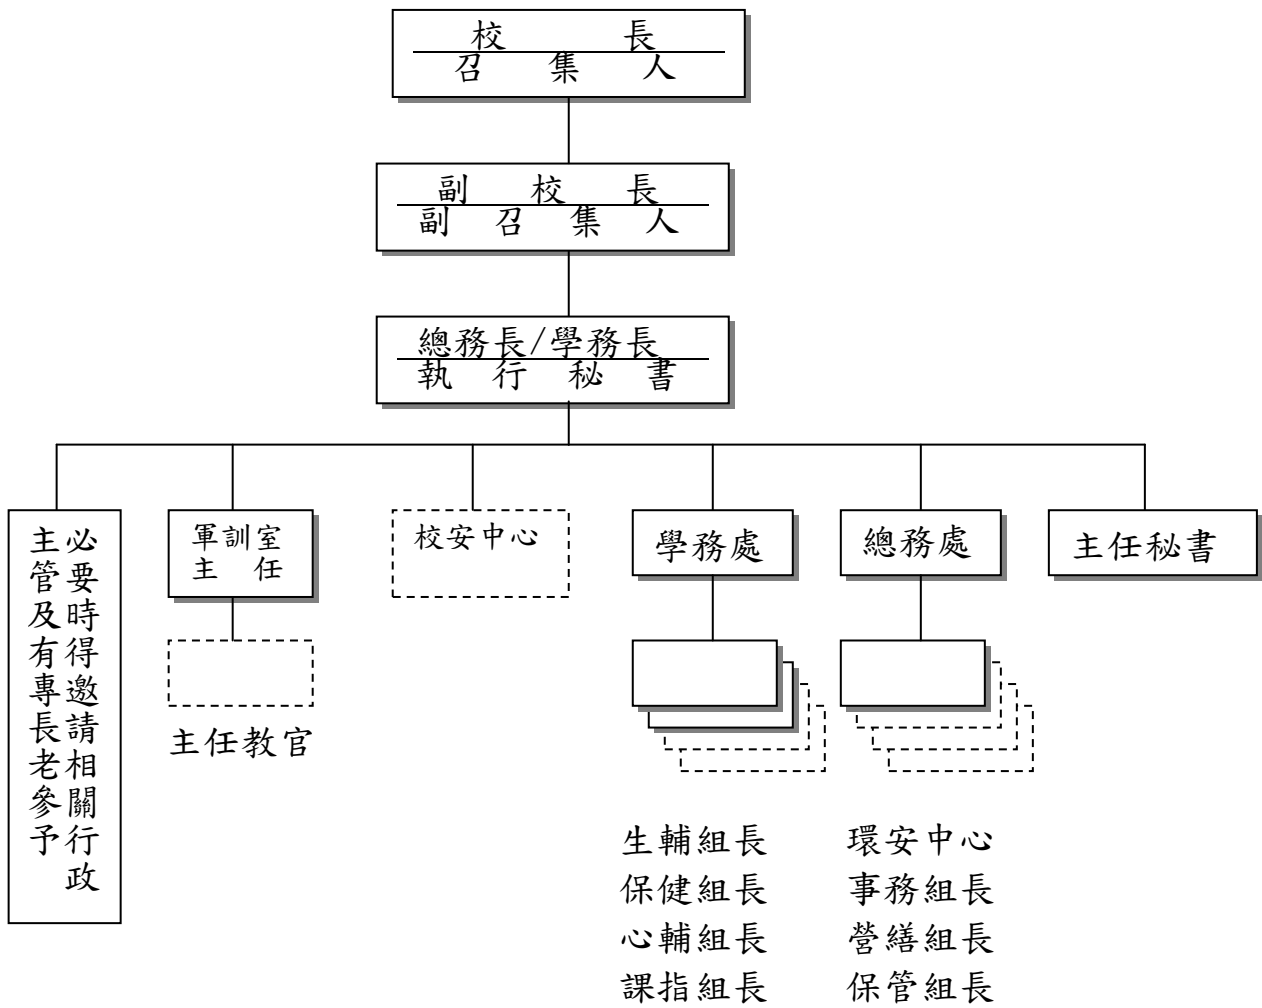 校長
召集人
副校長
副召集人
總務長/學務長
執行秘書
必要時得邀請相關行政
主管及有專長老參予
軍訓室
主任
主任教官
校安中心
學務處
生輔組長
保健組長
心輔組長
課指組長
總務處
環安中心
事務組長
營繕組長
保管組長
主任秘書